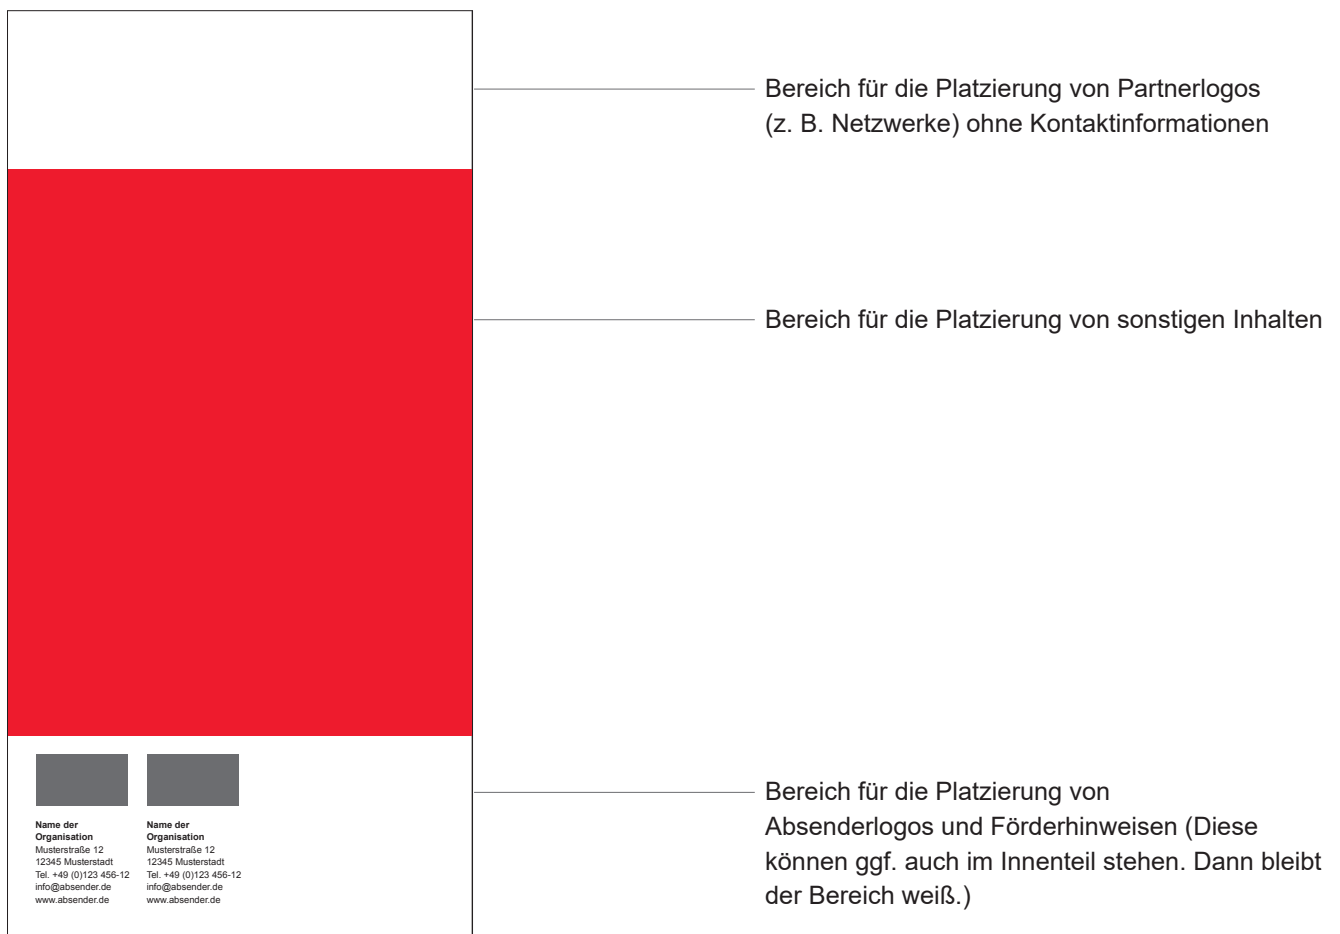 Bereich für die Platzierung von Partnerlogos
(z. B. Netzwerke) ohne Kontaktinformationen
Bereich für die Platzierung von sonstigen Inhalten
Bereich für die Platzierung von
Absenderlogos und Förderhinweisen (Diese
können ggf. auch im Innenteil stehen. Dann bleibt
der Bereich weiß.)
Name der
Organisation
Musterstraße 12
12345 Musterstadt
Tel. +49 (0)123 456-12
info@absender.de
www.absender.de
Name der
Organisation
Musterstraße 12
12345 Musterstadt
Tel. +49 (0)123 456-12
info@absender.de
www.absender.de